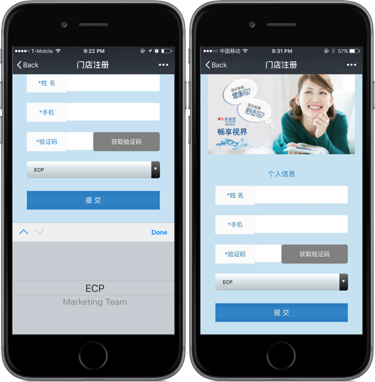 T-Mobile
9:22 PM
Back
门店注册
*姓 名
*手机
*验证码
获取验证码
ECP
提 交
Done
ECP
Marketing Team
中国移动
9:31 PM
57%
Back
门店注册
畅享视界
个人信息
*姓 名
*手机
*验证码
获取验证码
ECP
提 交